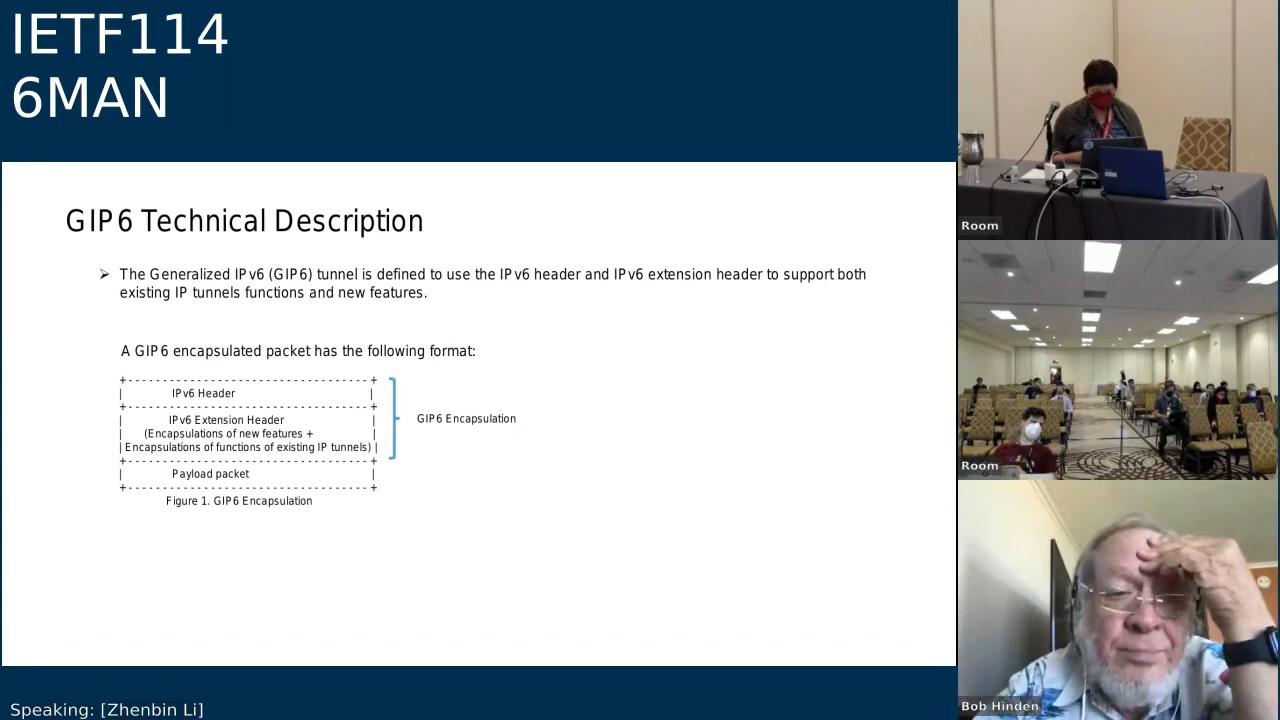 IETF114
6MAN
GIP6 Technical Description
➢ The Generalized IPv6 (GIP6) tunnel is defined to use the IPv6 header and IPv6 extension header to support both
existing IP tunnels functions and new features.
A GIP6 encapsulated packet has the following format:
+---------------------------------+
| IPv6 Header |
+---------------------------------+
| IPv6 Extension Header |
| (Encapsulations of new features + |
| Encapsulations of functions of existing IP tunnels) |
+---------------------------------+
| Payload packet |
+---------------------------------+
GIP6 Encapsulation
Figure 1. GIP6 Encapsulation
Speaking: [Zhenbin Li]
Room
Room
Bob Hinden